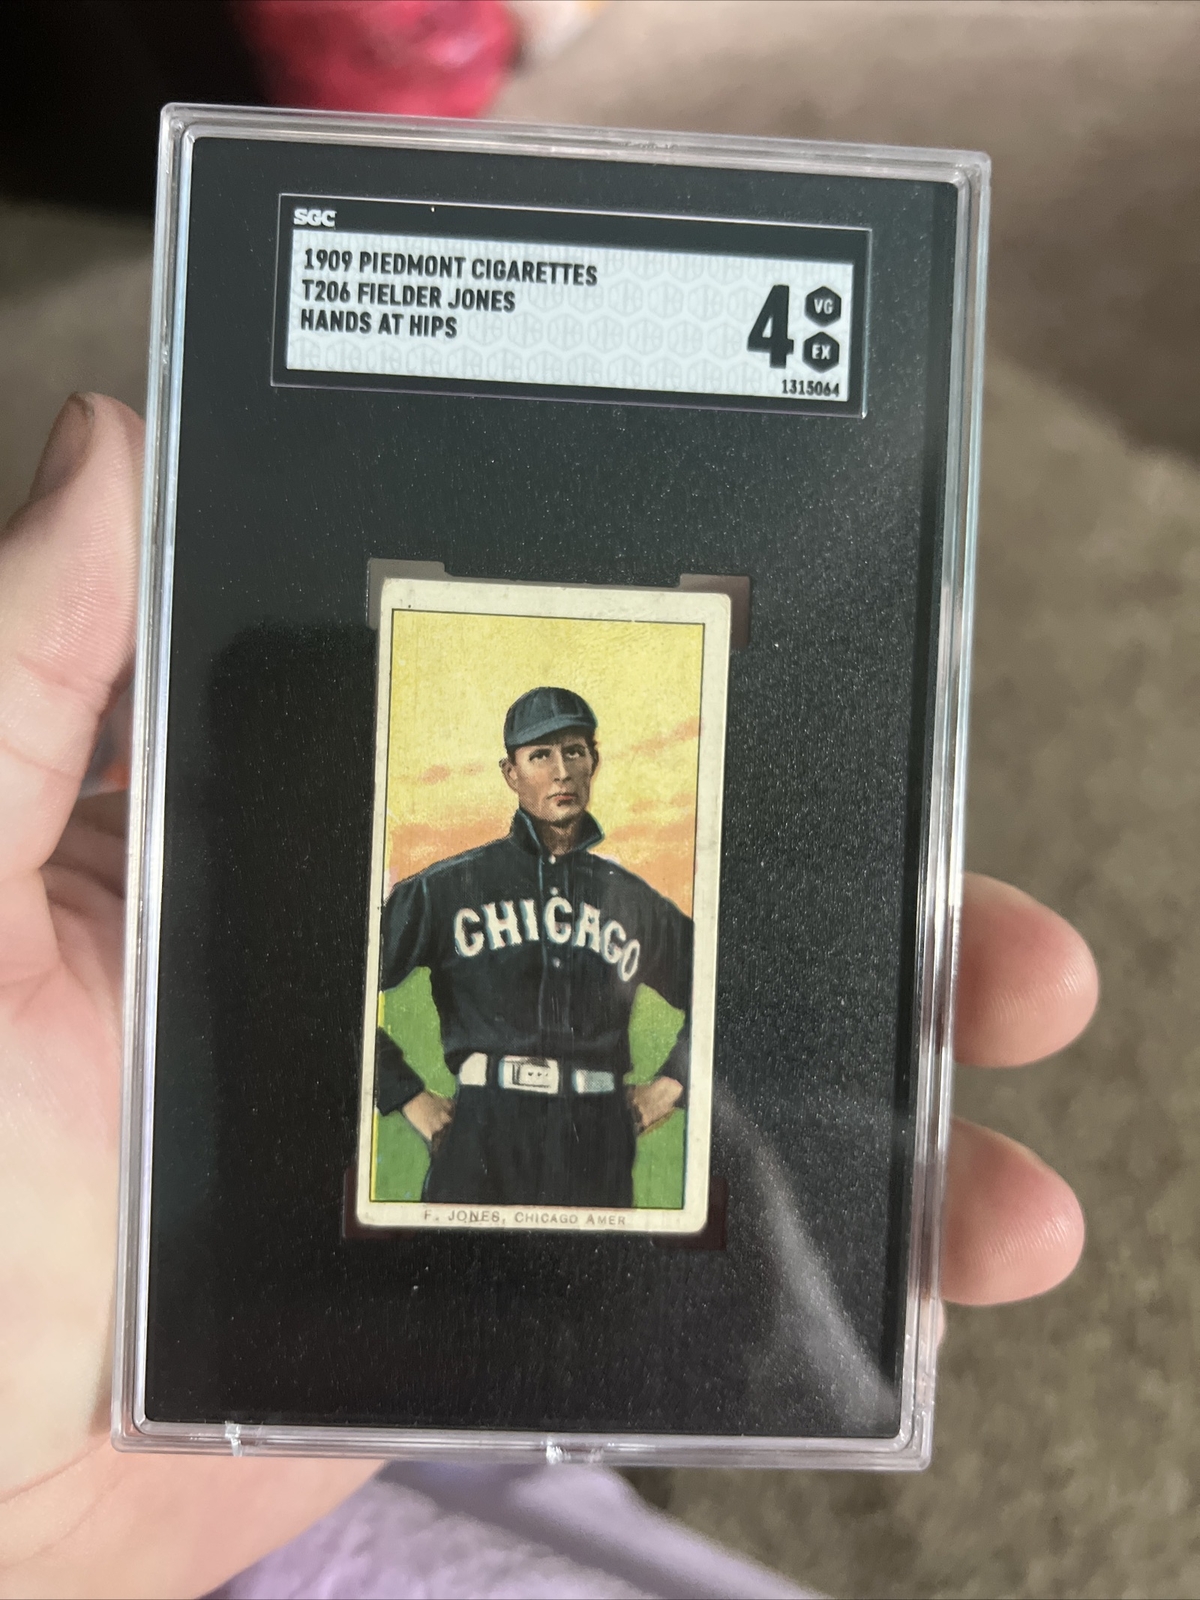 SGC
1909 PIEDMONT CIGARETTES
T206 FIELDER JONES
HANDS AT HIPS
4
VG
EX
1315064
CHICAGO
F. JONES, CHICAGO AMER